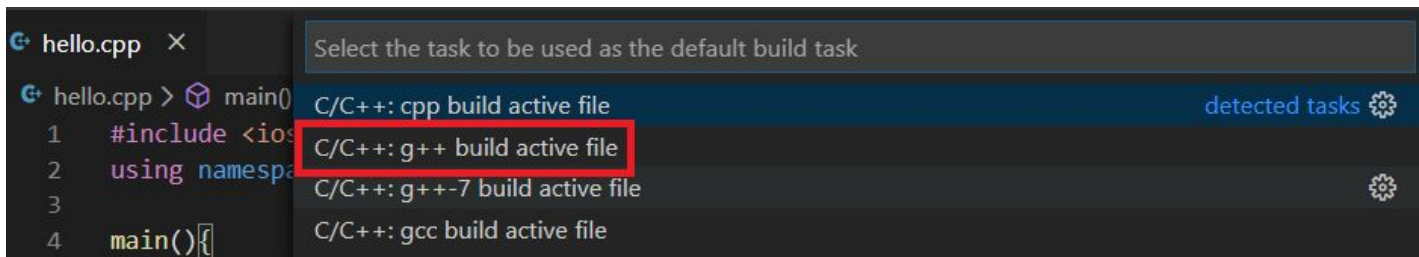 hello.cpp
Select the task to be used as the default build task
hello.cpp > main()
C/C++: cpp build active file detected tasks
1 #include <ios
C/C++: g++ build active file
2 using namespa
C/C++: g++-7 build active file
3
4 main(){
C/C++: gcc build active file